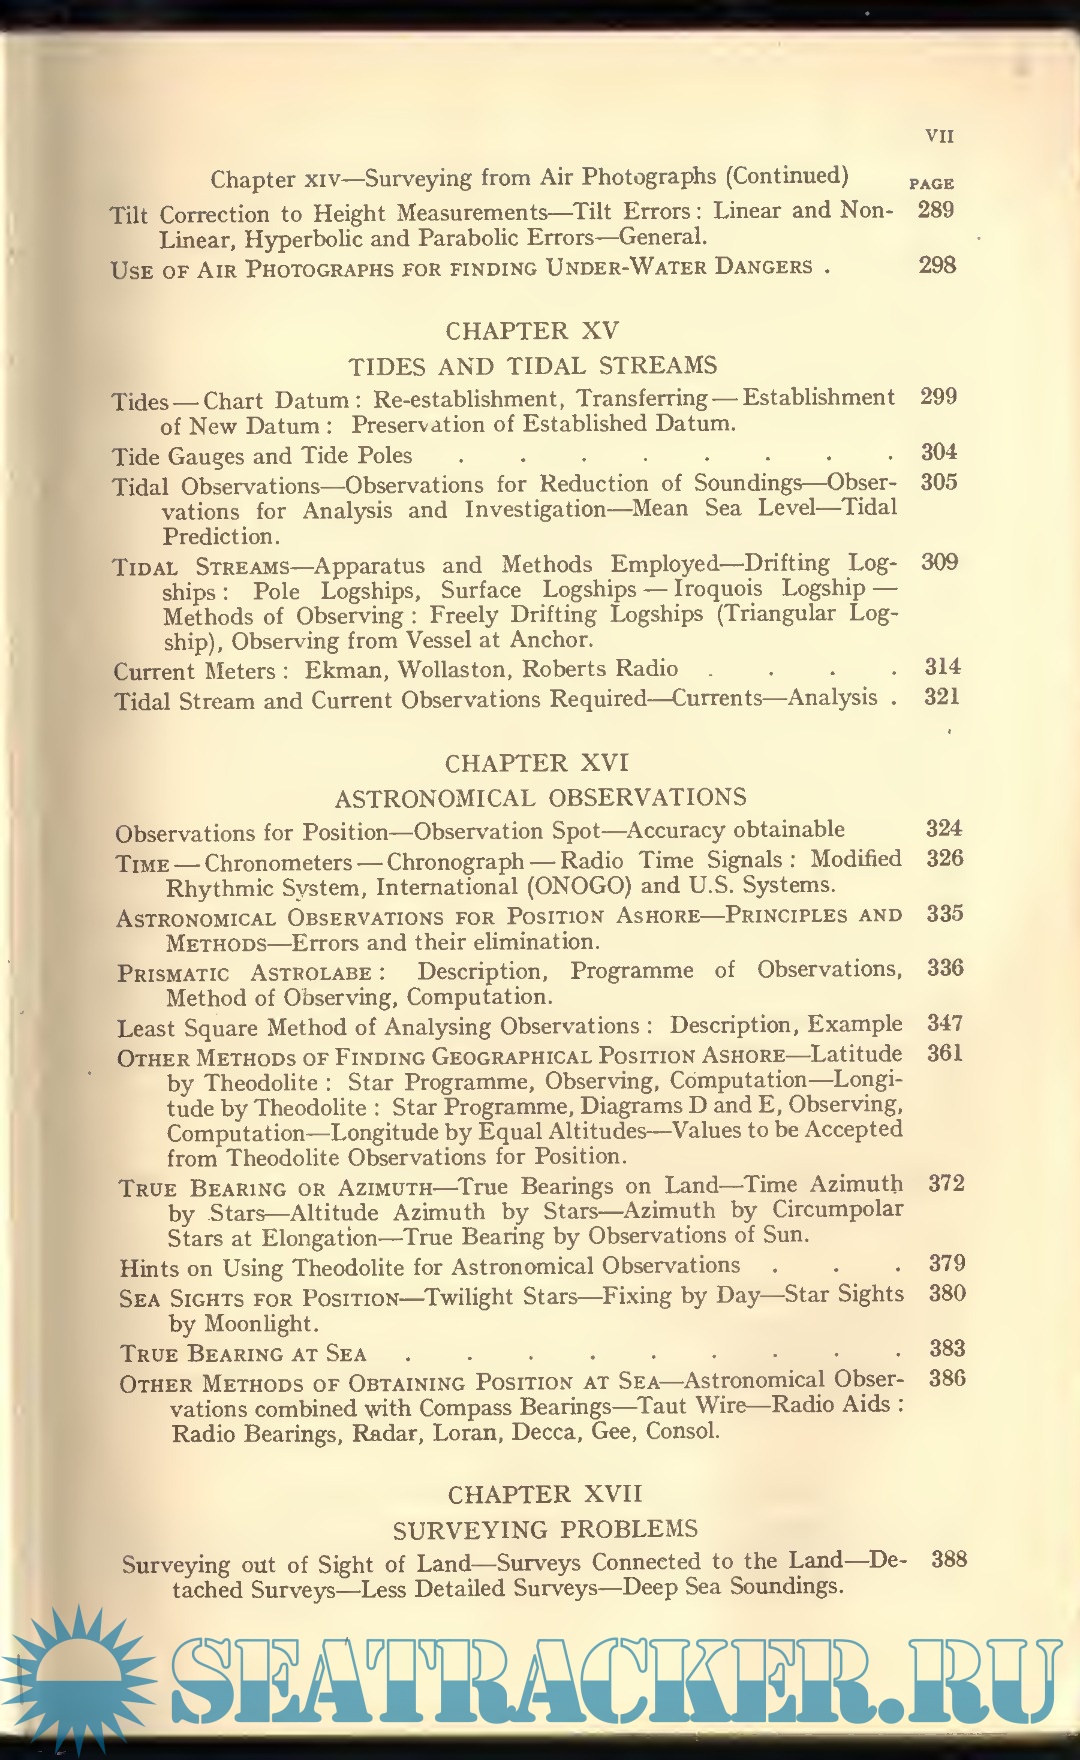 VII
Chapter XIV—Surveying from Air Photographs (Continued)
PAGE
Tilt Correction to Height Measurements—Tilt Errors : Linear and Non- 289
Linear, Hyperbolic and Parabolic Errors—General.
USE OF AIR PHOTOGRAPHS FOR FINDING UNDER-WATER DANGERS . 298
CHAPTER XV
TIDES AND TIDAL STREAMS
Tides — Chart Datum : Re-establishment, Transferring — Establishment 299
of New Datum : Preservation of Established Datum.
Tide Gauges and Tide Poles . . . . . . . . 304
Tidal Observations—Observations for Reduction of Soundings—Obser- 305
vations for Analysis and Investigation—Mean Sea Level—Tidal
Prediction.
TIDAL STREAMS—Apparatus and Methods Employed—Drifting Log- 309
ships : Pole Logships, Surface Logships — Iroquois Logship —
Methods of Observing : Freely Drifting Logships (Triangular Log-
ship), Observing from Vessel at Anchor.
Current Meters : Ekman, Wollaston, Roberts Radio . . . . 314
Tidal Stream and Current Observations Required—Currents—Analysis . 321
CHAPTER XVI
ASTRONOMICAL OBSERVATIONS
Observations for Position—Observation Spot—Accuracy obtainable 324
TIME — Chronometers — Chronograph — Radio Time Signals : Modified 326
Rhythmic System, International (ONOGO) and U.S. Systems.
ASTRONOMICAL OBSERVATIONS FOR POSITION ASHORE—PRINCIPLES AND 335
METHODS—Errors and their elimination.
PRISMATIC ASTROLABE : Description, Programme of Observations, 336
Method of Observing, Computation.
Least Square Method of Analysing Observations : Description, Example 347
OTHER METHODS OF FINDING GEOGRAPHICAL POSITION ASHORE—Latitude 361
by Theodolite : Star Programme, Observing, Computation—Longi-
tude by Theodolite : Star Programme, Diagrams D and E, Observing,
Computation—Longitude by Equal Altitudes—Values to be Accepted
from Theodolite Observations for Position.
TRUE BEARING OR AZIMUTH—True Bearings on Land—Time Azimuth 372
by Stars—Altitude Azimuth by Stars—Azimuth by Circumpolar
Stars at Elongation—True Bearing by Observations of Sun.
Hints on Using Theodolite for Astronomical Observations . . . 379
SEA SIGHTS FOR POSITION—Twilight Stars—Fixing by Day—Star Sights 380
by Moonlight.
TRUE BEARING AT SEA . . . . . . . . . 383
OTHER METHODS OF OBTAINING POSITION AT SEA—Astronomical Obser- 386
vations combined with Compass Bearings—Taut Wire—Radio Aids :
Radio Bearings, Radar, Loran, Decca, Gee, Consol.
CHAPTER XVII
SURVEYING PROBLEMS
Surveying out of Sight of Land—Surveys Connected to the Land—De- 388
tached Surveys—Less Detailed Surveys—Deep Sea Soundings.
SEATRACKER.RU